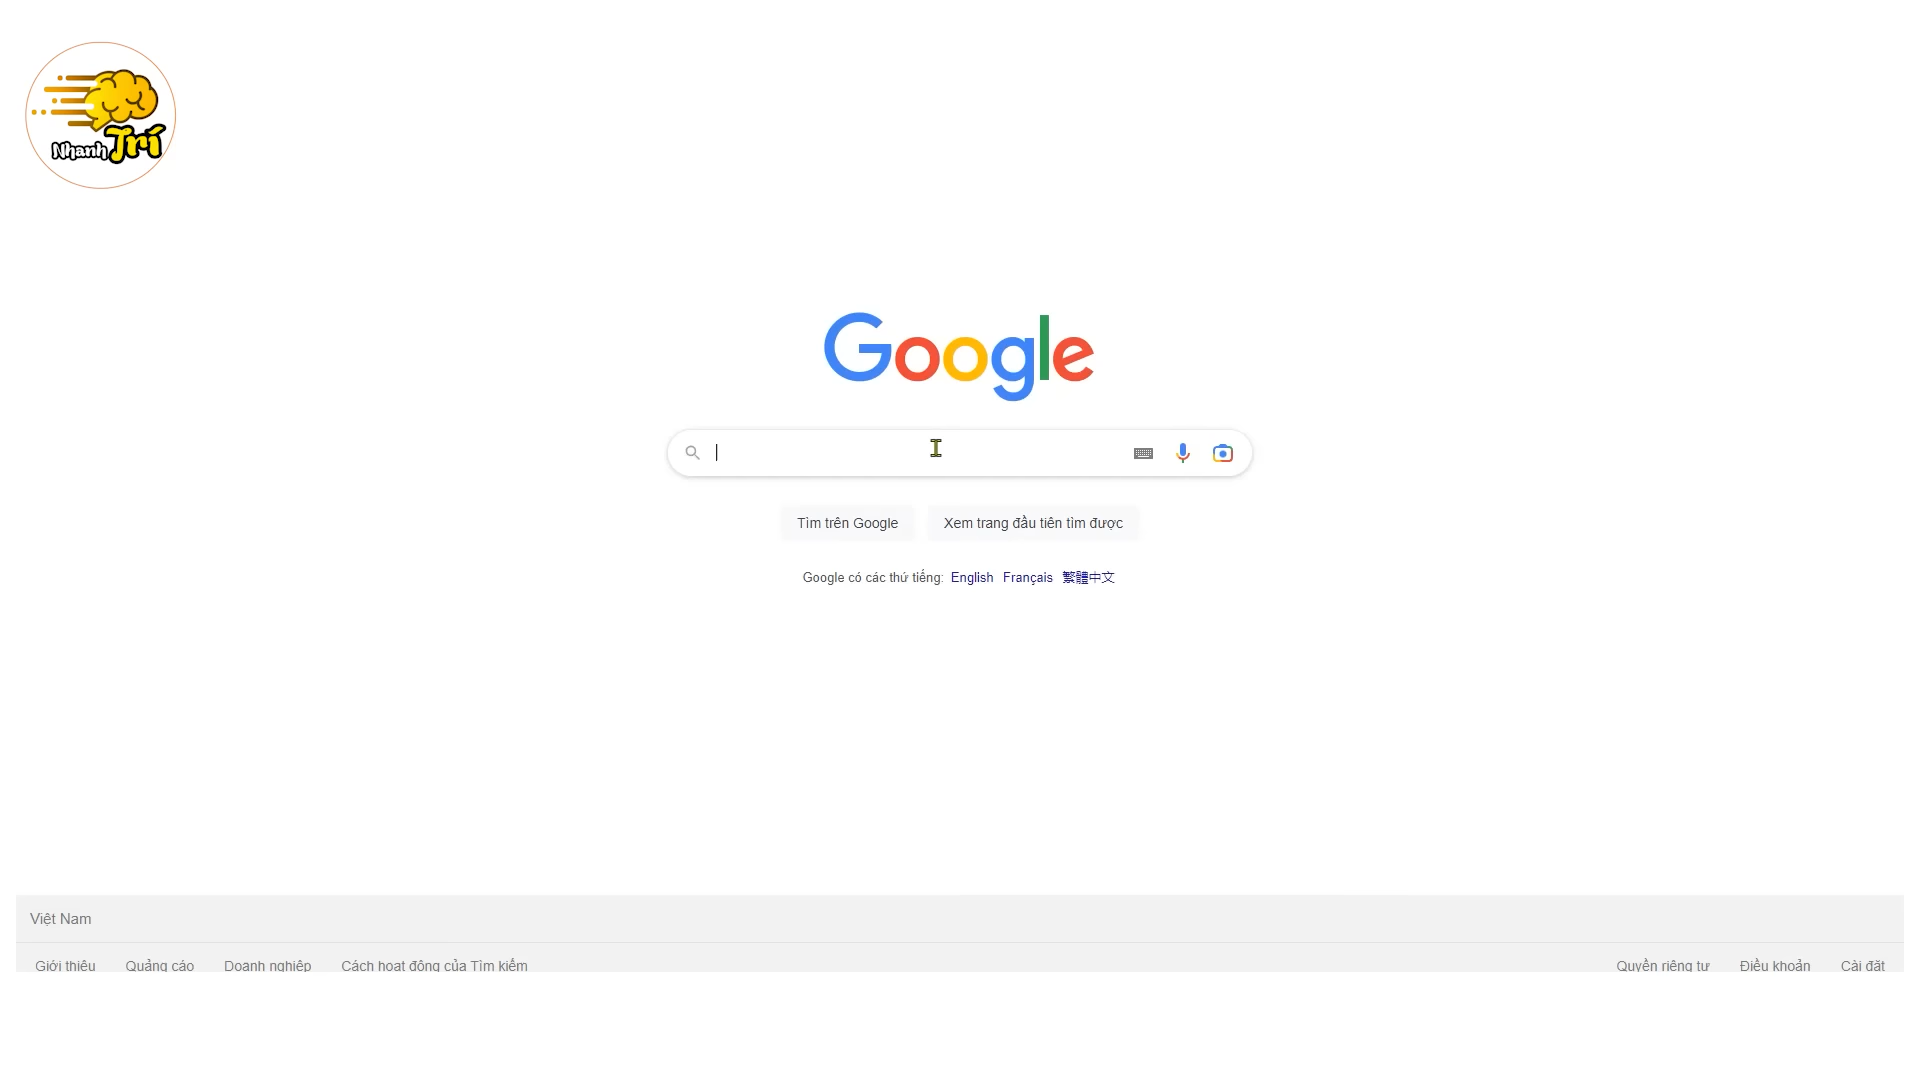 Nhanh Trí
Google
Tìm trên Google Xem trang đầu tiên tìm được
Google có các thứ tiếng: English Français 繁體中文
Việt Nam
Giới thiệu Quảng cáo Doanh nghiệp Cách hoạt động của Tìm kiếm Quyền riêng tư Điều khoản Cài đặt